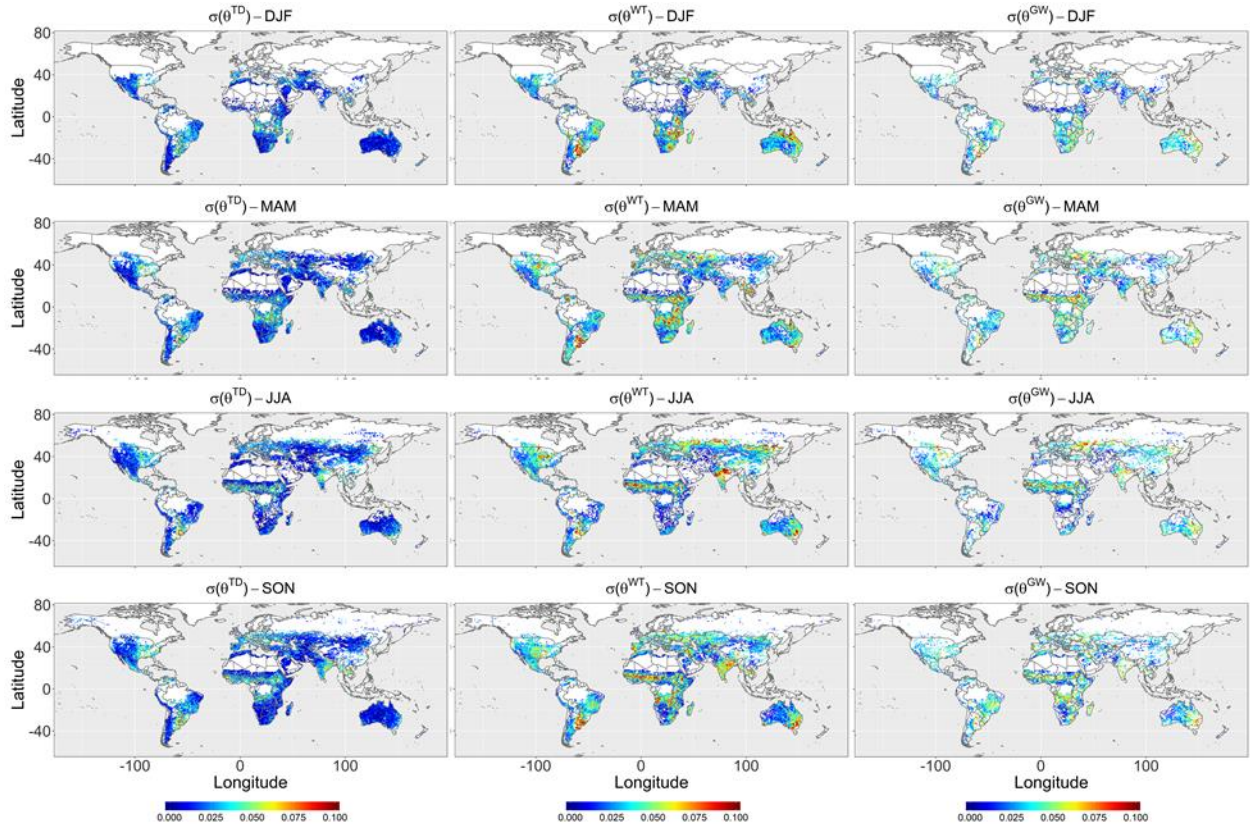 σ(θ^TD) – DJF σ(θ^WT) – DJF σ(θ^GW) – DJF
80
40
0
-40
Latitude
σ(θ^TD) – MAM σ(θ^WT) – MAM σ(θ^GW) – MAM
80
40
0
-40
Latitude
σ(θ^TD) – JJA σ(θ^WT) – JJA σ(θ^GW) – JJA
80
40
0
-40
Latitude
σ(θ^TD) – SON σ(θ^WT) – SON σ(θ^GW) – SON
80
40
0
-40
Latitude
-100 0 100 -100 0 100 -100 0 100
Longitude Longitude Longitude
0.000 0.025 0.050 0.075 0.100 0.000 0.025 0.050 0.075 0.100 0.000 0.025 0.050 0.075 0.100